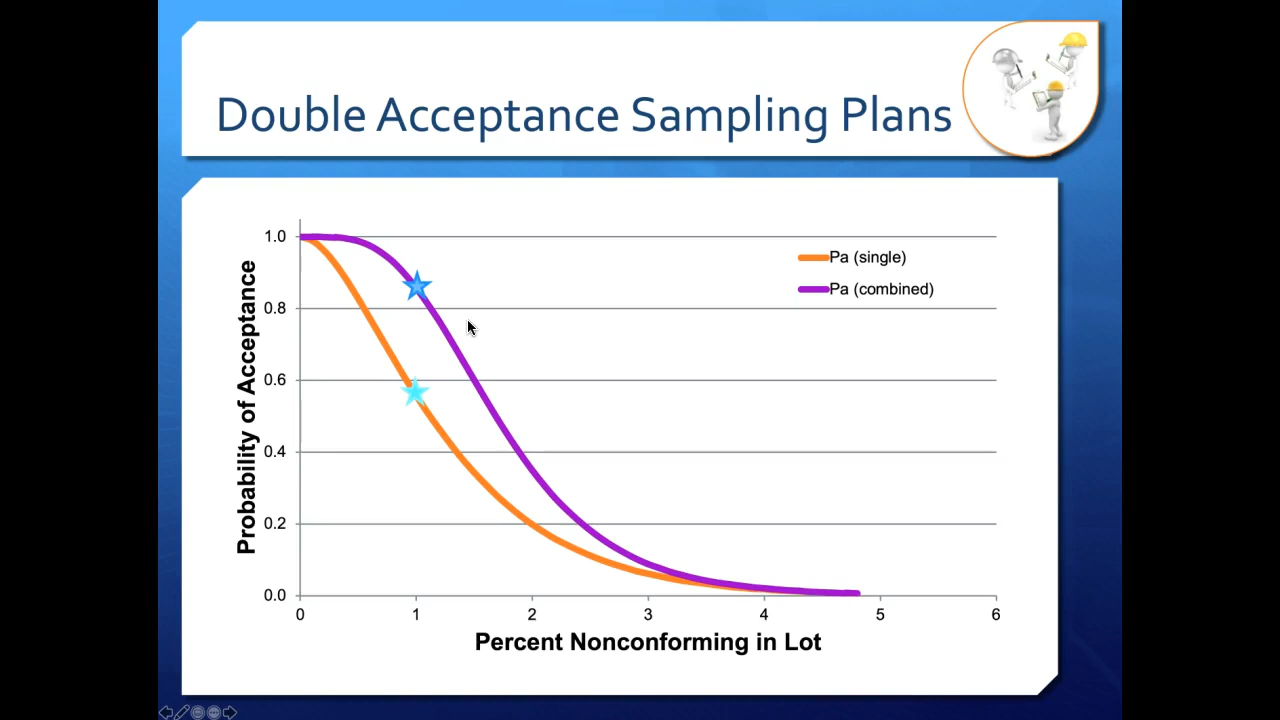 Double Acceptance Sampling Plans
Probability of Acceptance
1.0
0.8
0.6
0.4
0.2
0.0
0 1 2 3 4 5 6
Percent Nonconforming in Lot
Pa (single)
Pa (combined)